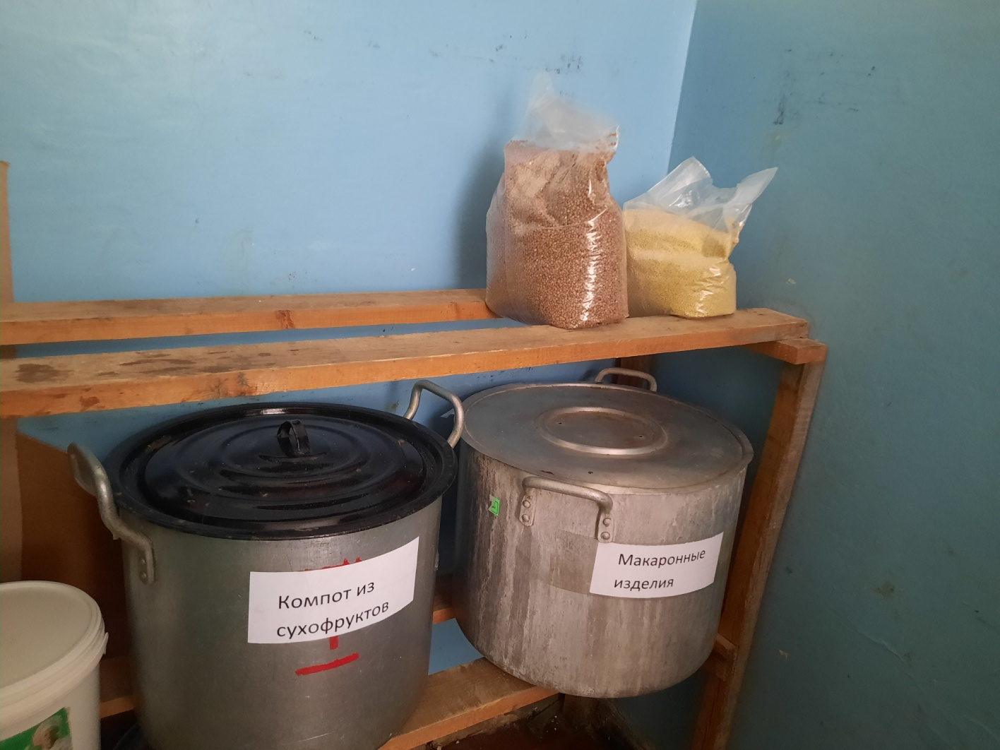 Компот из
сухофруктов
Макаронные
изделия